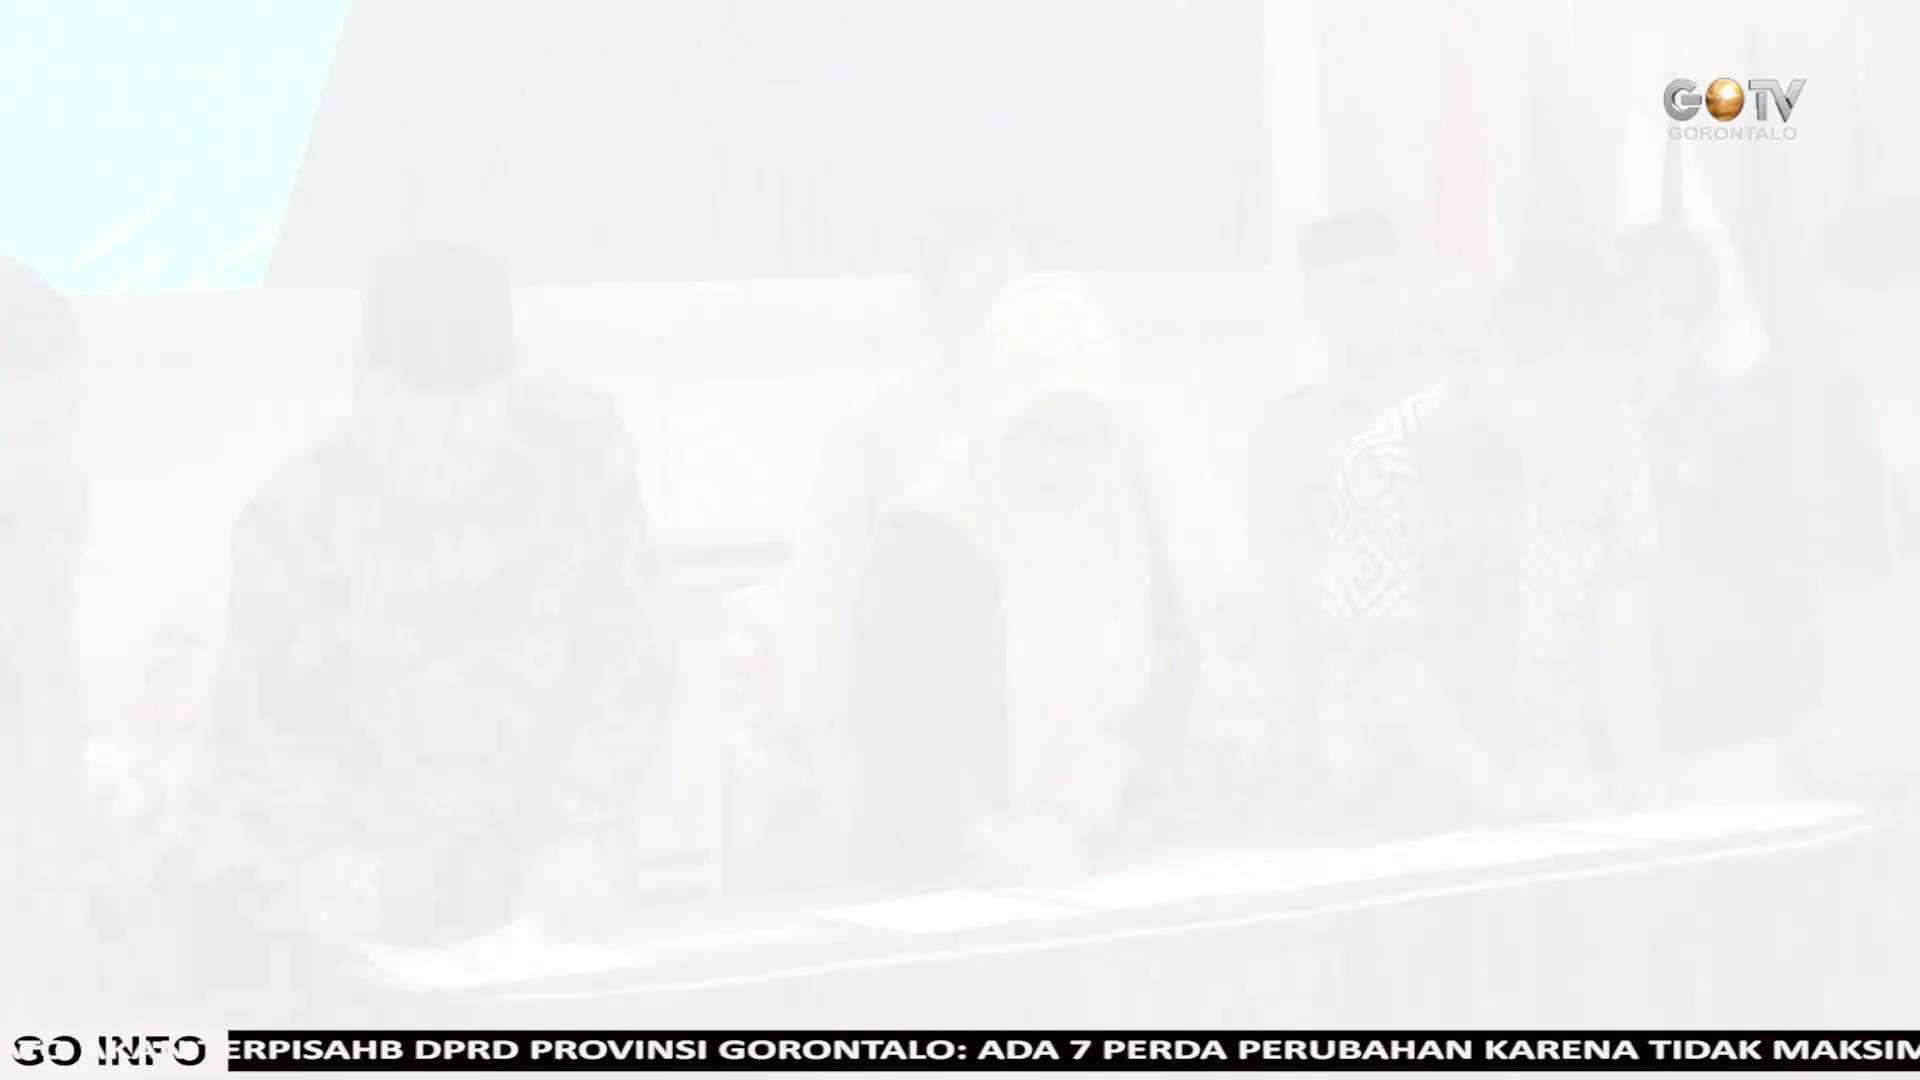 GOTV
GORONTALO
GO INFO ERPISAHB DPRD PROVINSI GORONTALO: ADA 7 PERDA PERUBAHAN KARENA TIDAK MAKSIM